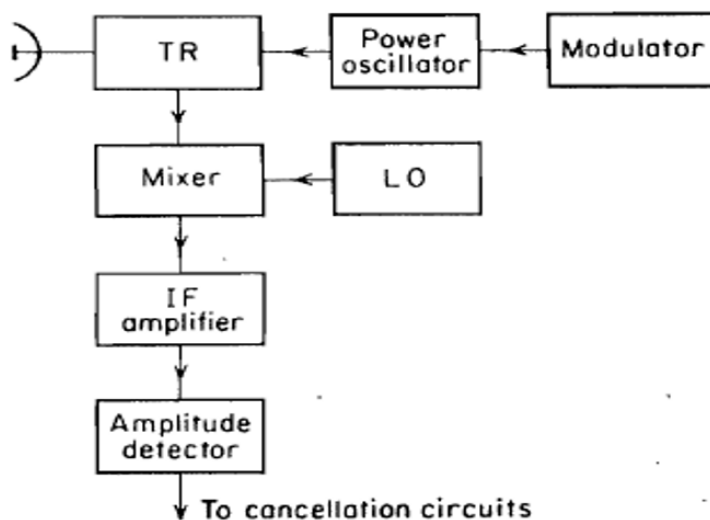 TR
Power
oscillator
Modulator
Mixer
LO
IF
amplifier
Amplitude
detector
To cancellation circuits